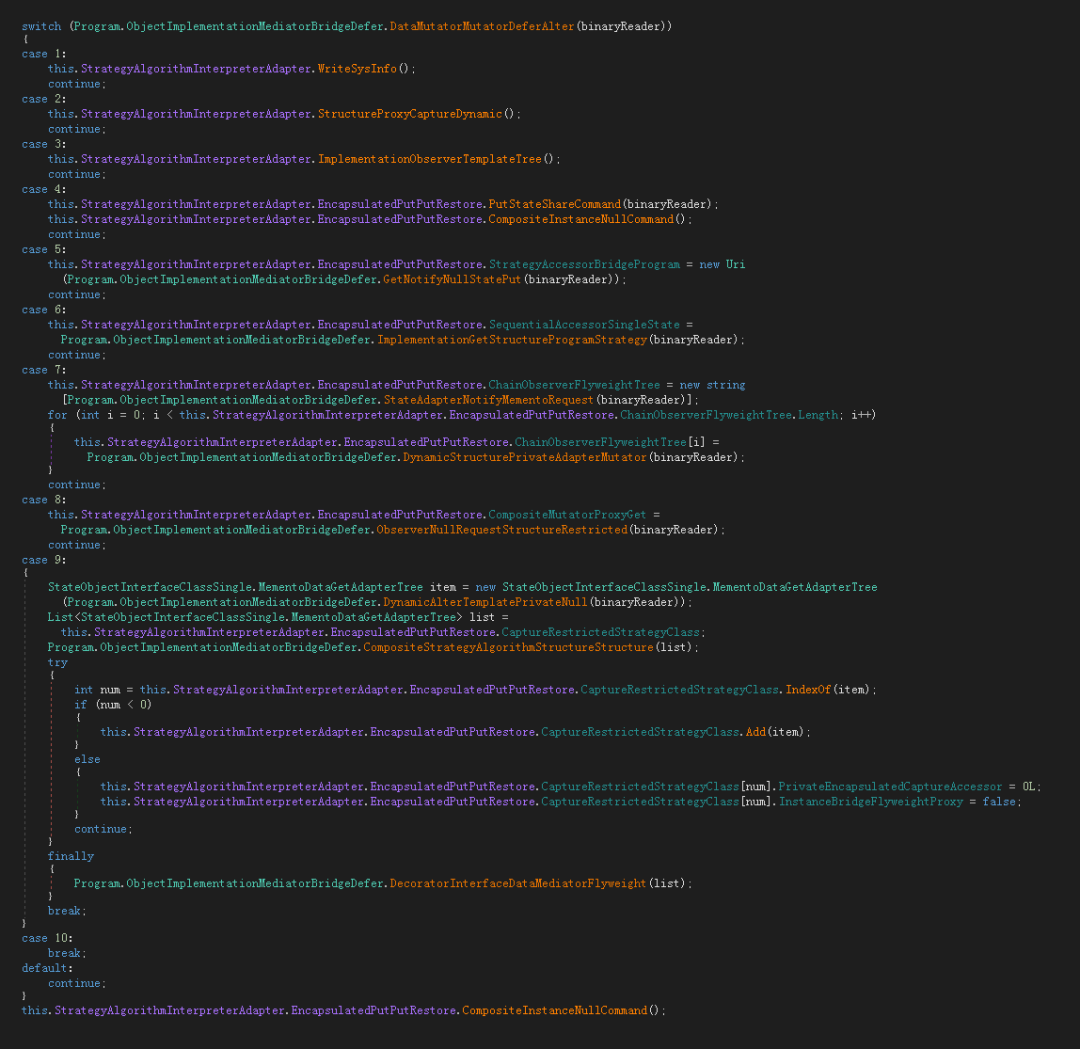 switch (Program.ObjectImplementationMediatorBridgeDefer.DataMutatorMutatorDeferAlter(binaryReader))
{
case 1:
this.StrategyAlgorithmInterpreterAdapter.WriteSysInfo();
continue;
case 2:
this.StrategyAlgorithmInterpreterAdapter.StructureProxyCaptureDynamic();
continue;
case 3:
this.StrategyAlgorithmInterpreterAdapter.ImplementationObserverTemplateTree();
continue;
case 4:
this.StrategyAlgorithmInterpreterAdapter.EncapsulatedPutPutRestore.PutStateShareCommand(binaryReader);
this.StrategyAlgorithmInterpreterAdapter.EncapsulatedPutPutRestore.CompositeInstanceNullCommand();
continue;
case 5:
this.StrategyAlgorithmInterpreterAdapter.EncapsulatedPutPutRestore.StrategyAccessorBridgeProgram = new Uri
(Program.ObjectImplementationMediatorBridgeDefer.GetNotifyNullStatePut(binaryReader));
continue;
case 6:
this.StrategyAlgorithmInterpreterAdapter.EncapsulatedPutPutRestore.SequentialAccessorSingleState =
Program.ObjectImplementationMediatorBridgeDefer.ImplementationGetStructureProgramStrategy(binaryReader);
continue;
case 7:
this.StrategyAlgorithmInterpreterAdapter.EncapsulatedPutPutRestore.ChainObserverFlyweightTree = new string
[Program.ObjectImplementationMediatorBridgeDefer.StateAdapterNotifyMementoRequest(binaryReader)];
for (int i = 0; i < this.StrategyAlgorithmInterpreterAdapter.EncapsulatedPutPutRestore.ChainObserverFlyweightTree.Length; i++)
{
this.StrategyAlgorithmInterpreterAdapter.EncapsulatedPutPutRestore.ChainObserverFlyweightTree[i] =
Program.ObjectImplementationMediatorBridgeDefer.DynamicStructurePrivateAdapterMutator(binaryReader);
}
continue;
case 8:
this.StrategyAlgorithmInterpreterAdapter.EncapsulatedPutPutRestore.CompositeMutatorProxyGet =
Program.ObjectImplementationMediatorBridgeDefer.ObserverNullRequestStructureRestricted(binaryReader);
continue;
case 9:
{
StateObjectInterfaceClassSingle.MementoDataGetAdapterTree item = new StateObjectInterfaceClassSingle.MementoDataGetAdapterTree
(Program.ObjectImplementationMediatorBridgeDefer.DynamicAlterTemplatePrivateNull(binaryReader));
List<StateObjectInterfaceClassSingle.MementoDataGetAdapterTree> list =
this.StrategyAlgorithmInterpreterAdapter.EncapsulatedPutPutRestore.CaptureRestrictedStrategyClass;
Program.ObjectImplementationMediatorBridgeDefer.CompositeStrategyAlgorithmStructureStructure(list);
try
{
int num = this.StrategyAlgorithmInterpreterAdapter.EncapsulatedPutPutRestore.CaptureRestrictedStrategyClass.IndexOf(item);
if (num < 0)
{
this.StrategyAlgorithmInterpreterAdapter.EncapsulatedPutPutRestore.CaptureRestrictedStrategyClass.Add(item);
}
else
{
this.StrategyAlgorithmInterpreterAdapter.EncapsulatedPutPutRestore.CaptureRestrictedStrategyClass[num].PrivateEncapsulatedCaptureAccessor = 0L;
this.StrategyAlgorithmInterpreterAdapter.EncapsulatedPutPutRestore.CaptureRestrictedStrategyClass[num].InstanceBridgeFlyweightProxy = false;
}
continue;
}
finally
{
Program.ObjectImplementationMediatorBridgeDefer.DecoratorInterfaceDataMediatorFlyweight(list);
}
break;
}
case 10:
break;
default:
continue;
}
this.StrategyAlgorithmInterpreterAdapter.EncapsulatedPutPutRestore.CompositeInstanceNullCommand();